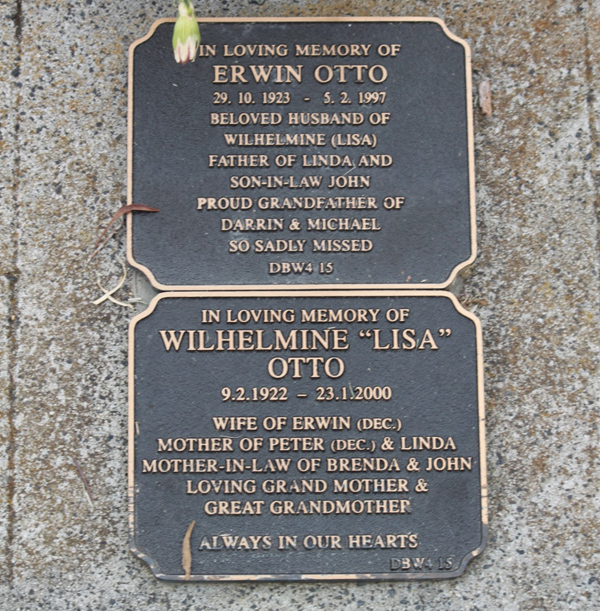 IN LOVING MEMORY OF
ERWIN OTTO
29. 10. 1923 - 5. 2. 1997
BELOVED HUSBAND OF
WILHELMINE (LISA)
FATHER OF LINDA AND
SON-IN-LAW JOHN
PROUD GRANDFATHER OF
DARRIN & MICHAEL
SO SADLY MISSED
DBW4 15
IN LOVING MEMORY OF
WILHELMINE "LISA"
OTTO
9.2.1922 - 23.1.2000
WIFE OF ERWIN (DEC.)
MOTHER OF PETER (DEC.) & LINDA
MOTHER-IN-LAW OF BRENDA & JOHN
LOVING GRAND MOTHER &
GREAT GRANDMOTHER
ALWAYS IN OUR HEARTS
DBW4 15